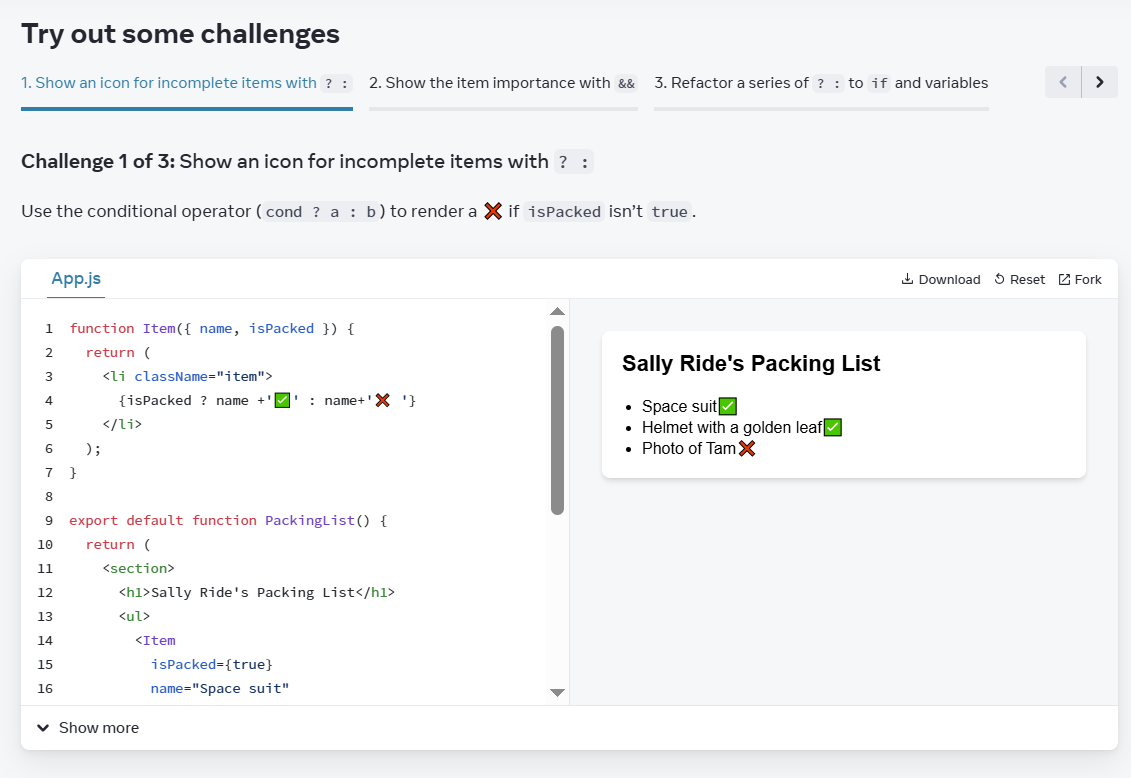 Try out some challenges
1. Show an icon for incomplete items with ? : 2. Show the item importance with && 3. Refactor a series of ? : to if and variables
Challenge 1 of 3: Show an icon for incomplete items with ? :
Use the conditional operator (cond ? a : b) to render a ❌ if isPacked isn’t true.
App.js Download Reset Fork
1 function Item({ name, isPacked }) {
2 return (
3 <li className="item">
4 {isPacked ? name +'✅' : name+'❌ '}
5 </li>
6 );
7 }
8
9 export default function PackingList() {
10 return (
11 <section>
12 <h1>Sally Ride's Packing List</h1>
13 <ul>
14 <Item
15 isPacked={true}
16 name="Space suit"
Sally Ride's Packing List
• Space suit✅
• Helmet with a golden leaf✅
• Photo of Tam❌
Show more